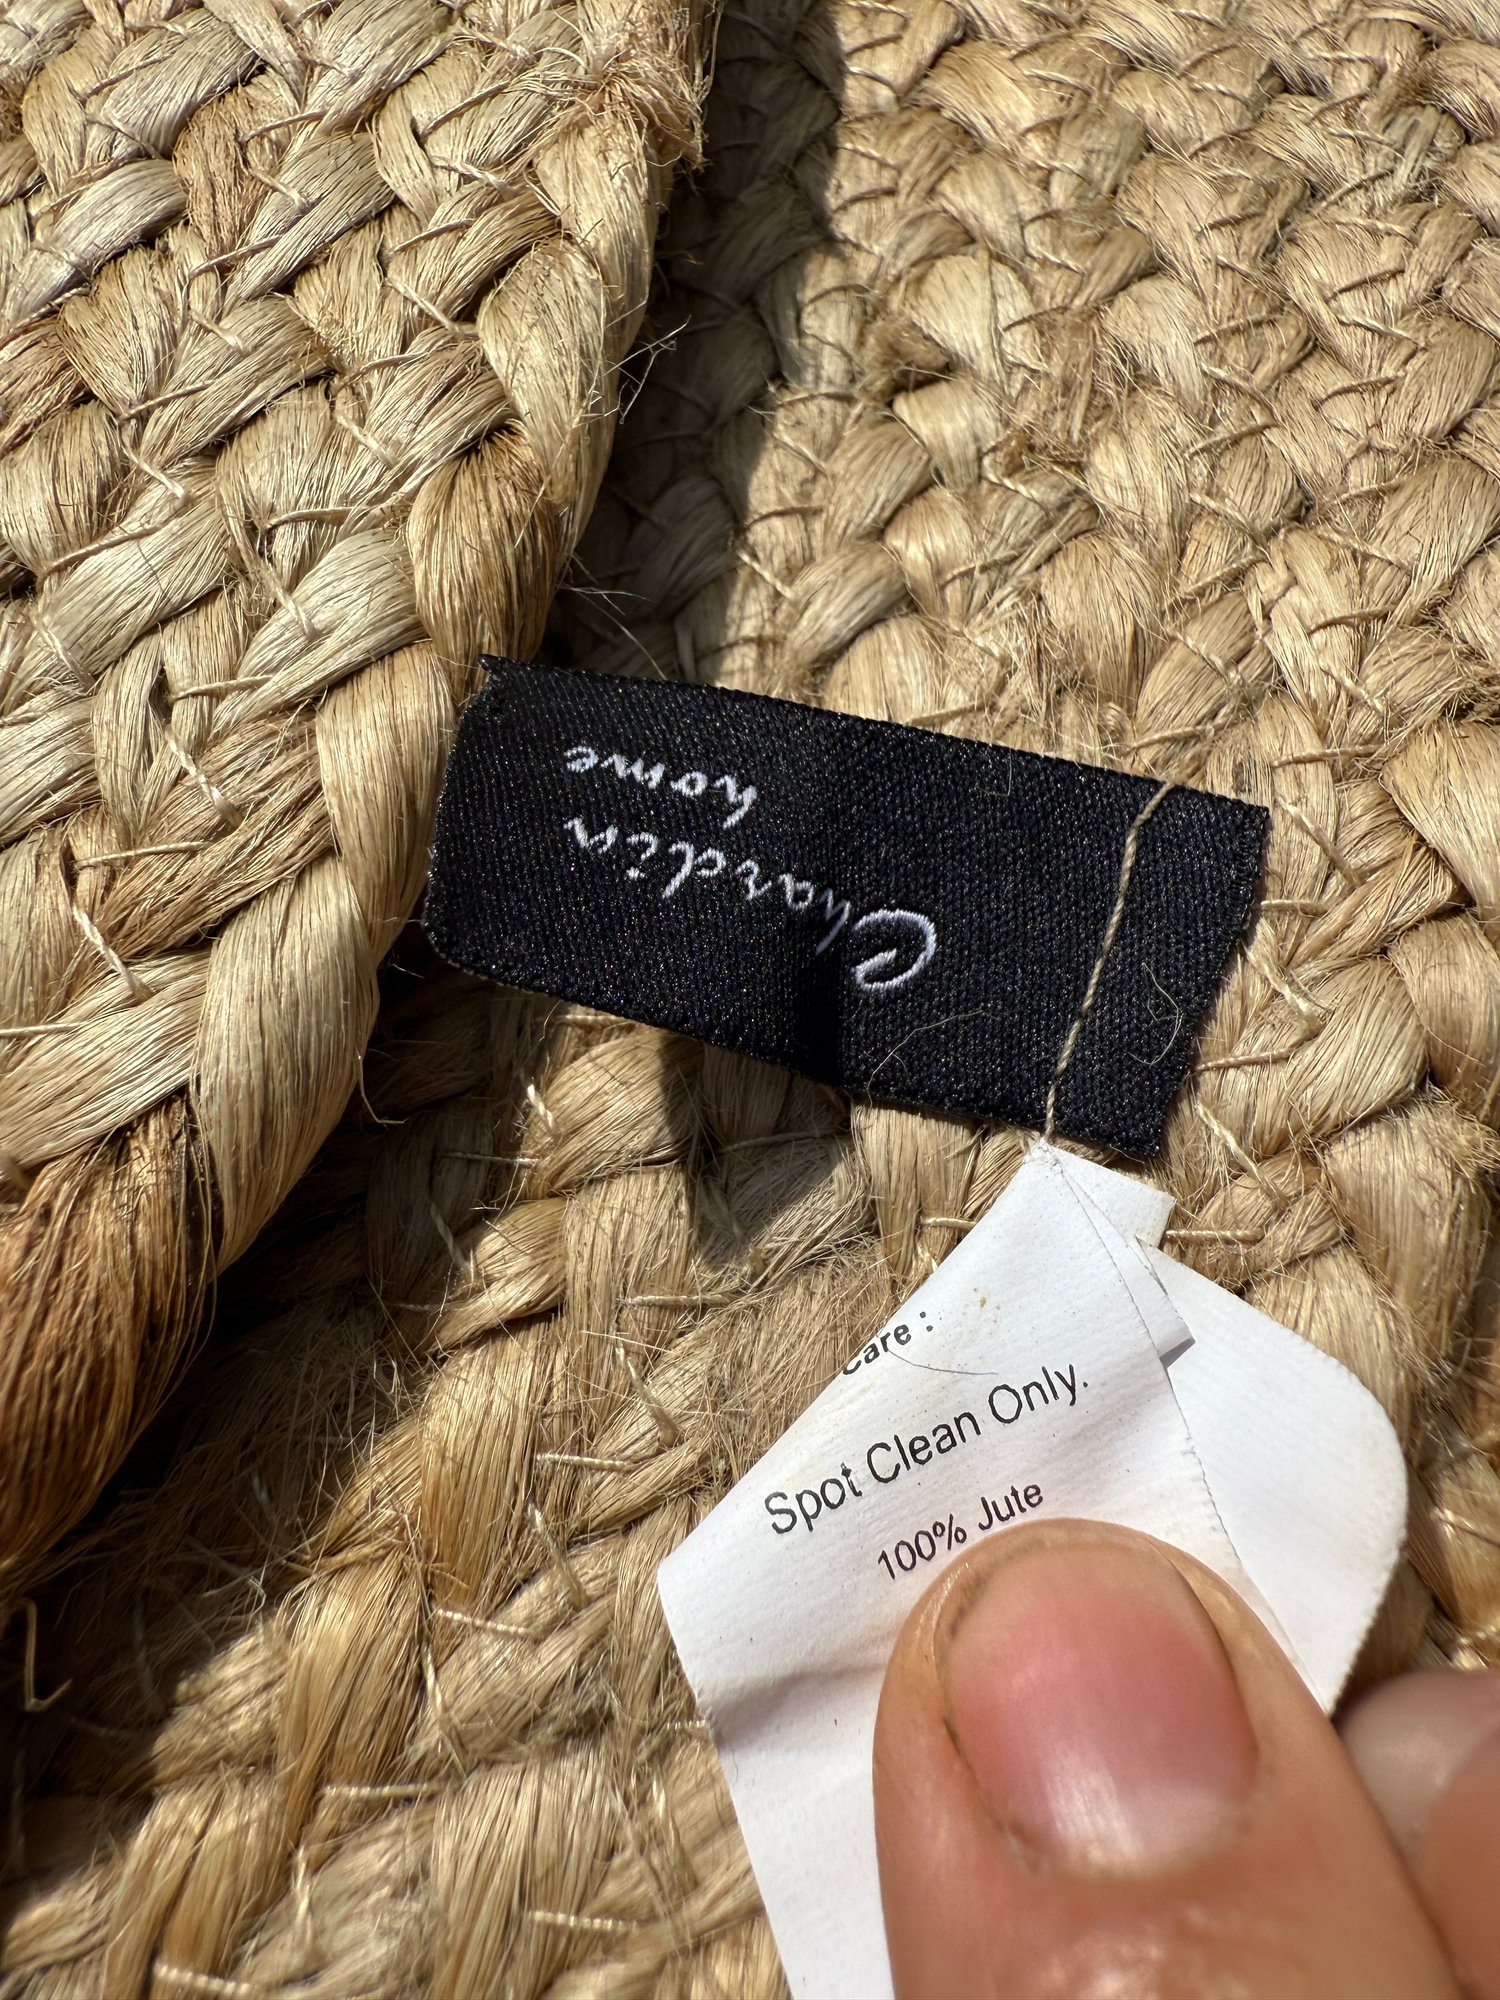 Chardin
home
Care :
Spot Clean Only.
100% Jute